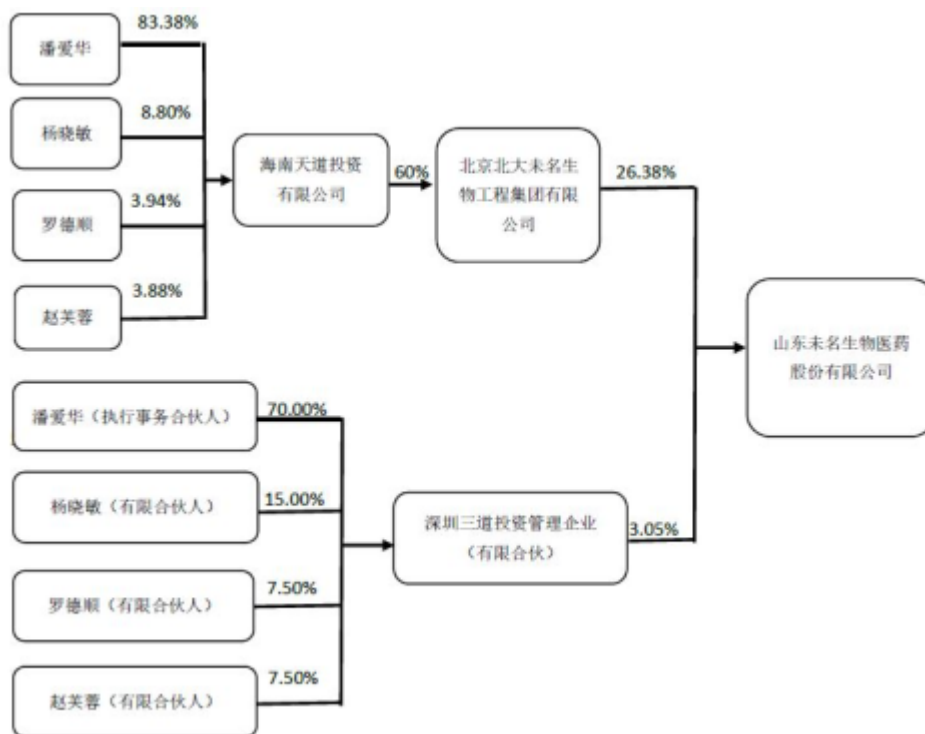 83.38%
潘爱华
8.80%
杨晓敏
3.94%
罗德顺
3.88%
赵芙蓉
海南天道投资
有限公司
60%
北京北大未名生
物工程集团有限
公司
26.38%
山东未名生物医药
股份有限公司
潘爱华（执行事务合伙人）
70.00%
杨晓敏（有限合伙人）
15.00%
罗德顺（有限合伙人）
7.50%
赵芙蓉（有限合伙人）
7.50%
深圳三道投资管理企业
（有限合伙）
3.05%